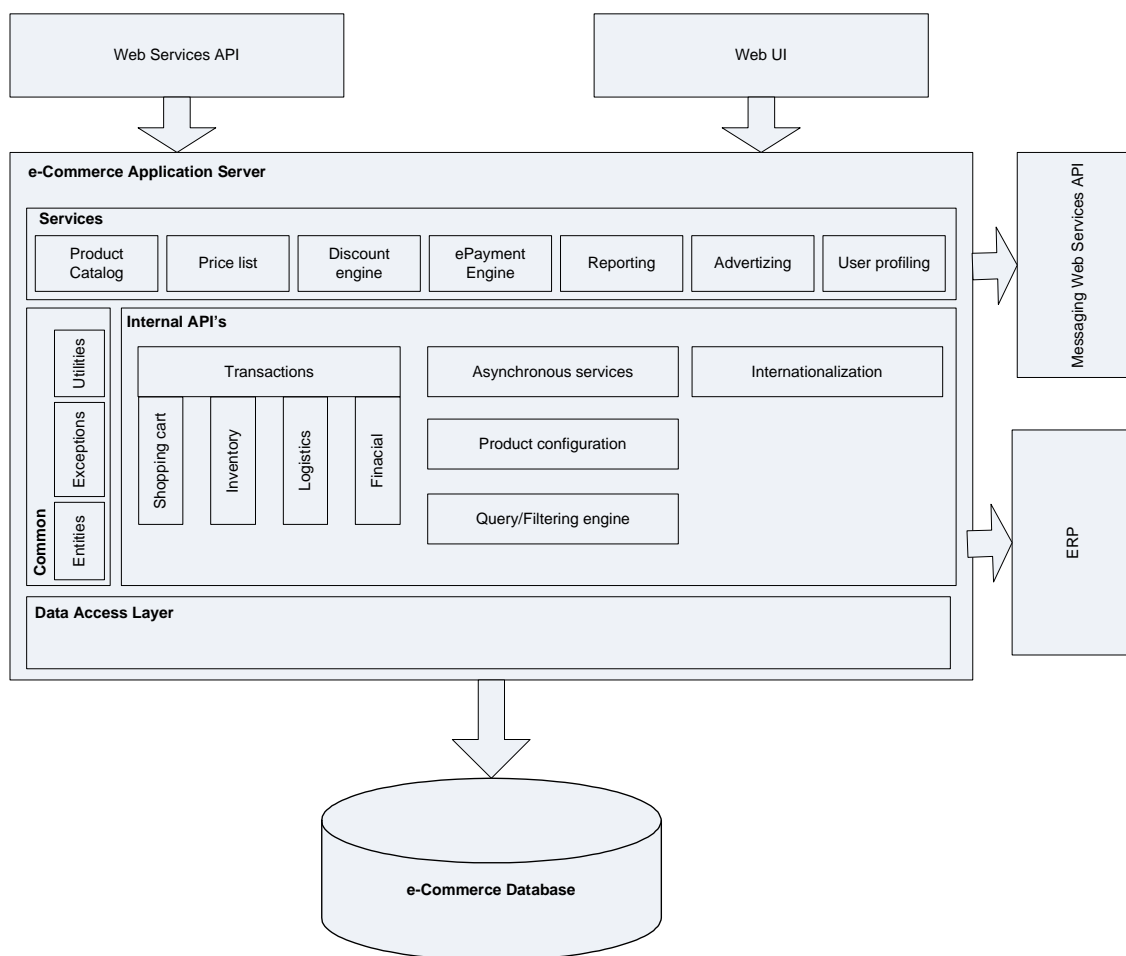 Web Services API
Web UI
e-Commerce Application Server
Services
Product
Catalog
Price list
Discount
engine
ePayment
Engine
Reporting
Advertizing
User profiling
Messaging Web Services API
Common
Utilities
Exceptions
Entities
Internal API's
Transactions
Shopping cart
Inventory
Logistics
Finacial
Asynchronous services
Product configuration
Query/Filtering engine
Internationalization
ERP
Data Access Layer
e-Commerce Database